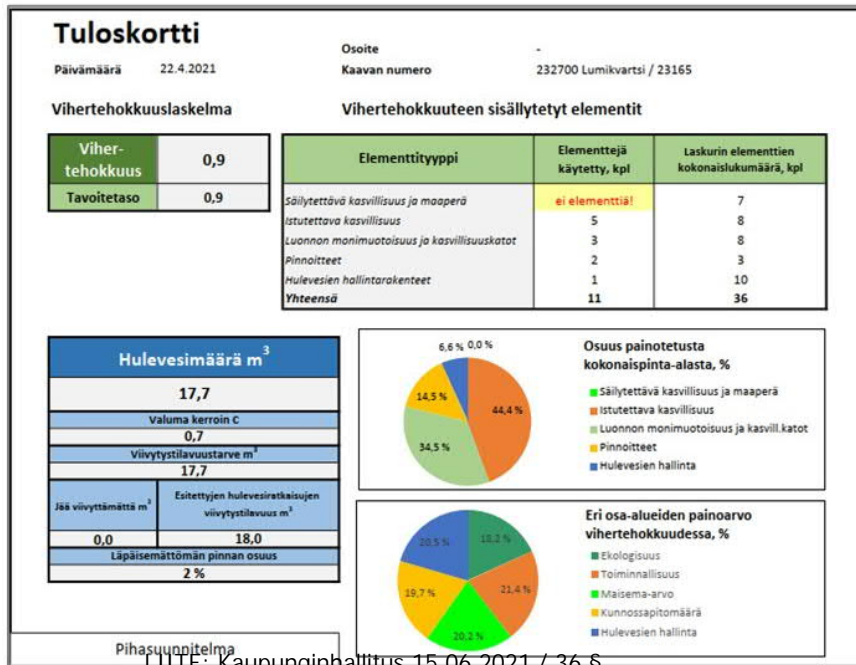 Tuloskortti
Päivämäärä 22.4.2021
Osoite -
Kaavan numero 232700 Lumikvartsi / 23165
Vihertehokkuuslaskelma
Vihertehokkuuteen sisällytetyt elementit
Viher-
tehokkuus 0,9
Tavoitetaso 0,9
Elementtityyppi
Elementtejä
käytetty, kpl
Laskurin elementtien
kokonaislukumäärä, kpl
Säilytettävä kasvillisuus ja maaperä ei elementtiä! 7
Istutettava kasvillisuus 5 8
Luonnon monimuotoisuus ja kasvillisuuskatot 3 8
Pinnoitteet 2 3
Hulevesien hallintarakenteet 1 10
Yhteensä 11 36
Hulevesimäärä m³
17,7
Valuma kerroin C
0,7
Viivytystilavuustarve m³
17,7
Jää viivyttämättä m³
Esitettyjen hulevesiratkaisujen
viivytystilavuus m³
0,0 18,0
Läpäisemättömän pinnan osuus
2 %
6,6 % 0,0 %
14,5 %
44,4 %
34,5 %
Osuus painotetusta
kokonaispinta-alasta, %
Säilytettävä kasvillisuus ja maaperä
Istutettava kasvillisuus
Luonnon monimuotoisuus ja kasvill.katot
Pinnoitteet
Hulevesien hallinta
20,5 % 18,2 %
19,7 % 21,4 %
20,2 %
Eri osa-alueiden painoarvo
vihertehokkuudessa, %
Ekologisuus
Toiminnallisuus
Maisema-arvo
Kunnossapitomäärä
Hulevesien hallinta
Pihasuunnitelma
LIITE: Kaupunginhallitus 15.06.2021 / 36 §